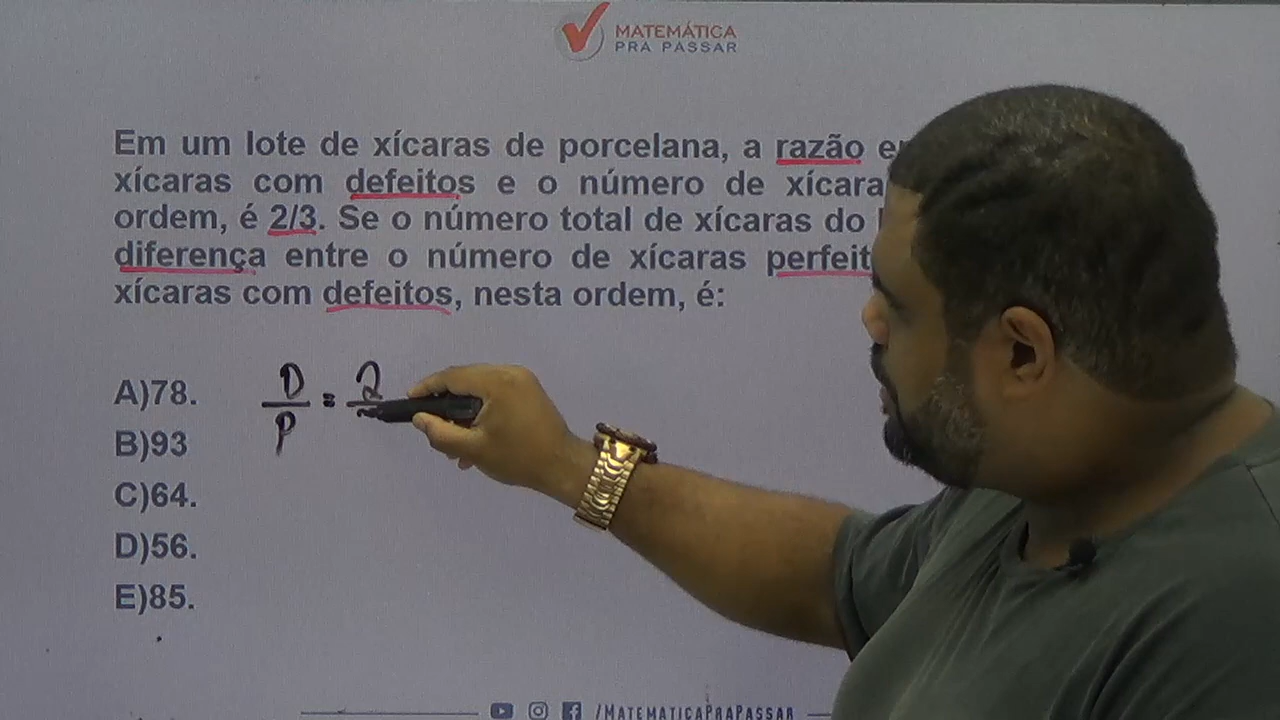 MATEMÁTICA
PRA PASSAR
Em um lote de xícaras de porcelana, a razão
xícaras com defeitos e o número de
ordem, é 2/3. Se o número total de xícaras do
diferença entre o número de xícaras
xícaras com defeitos, nesta ordem, é:
A)78.
B)93
C)64.
D)56.
E)85.
D
P
=
2
/MATEMATICAPRAPASSAR